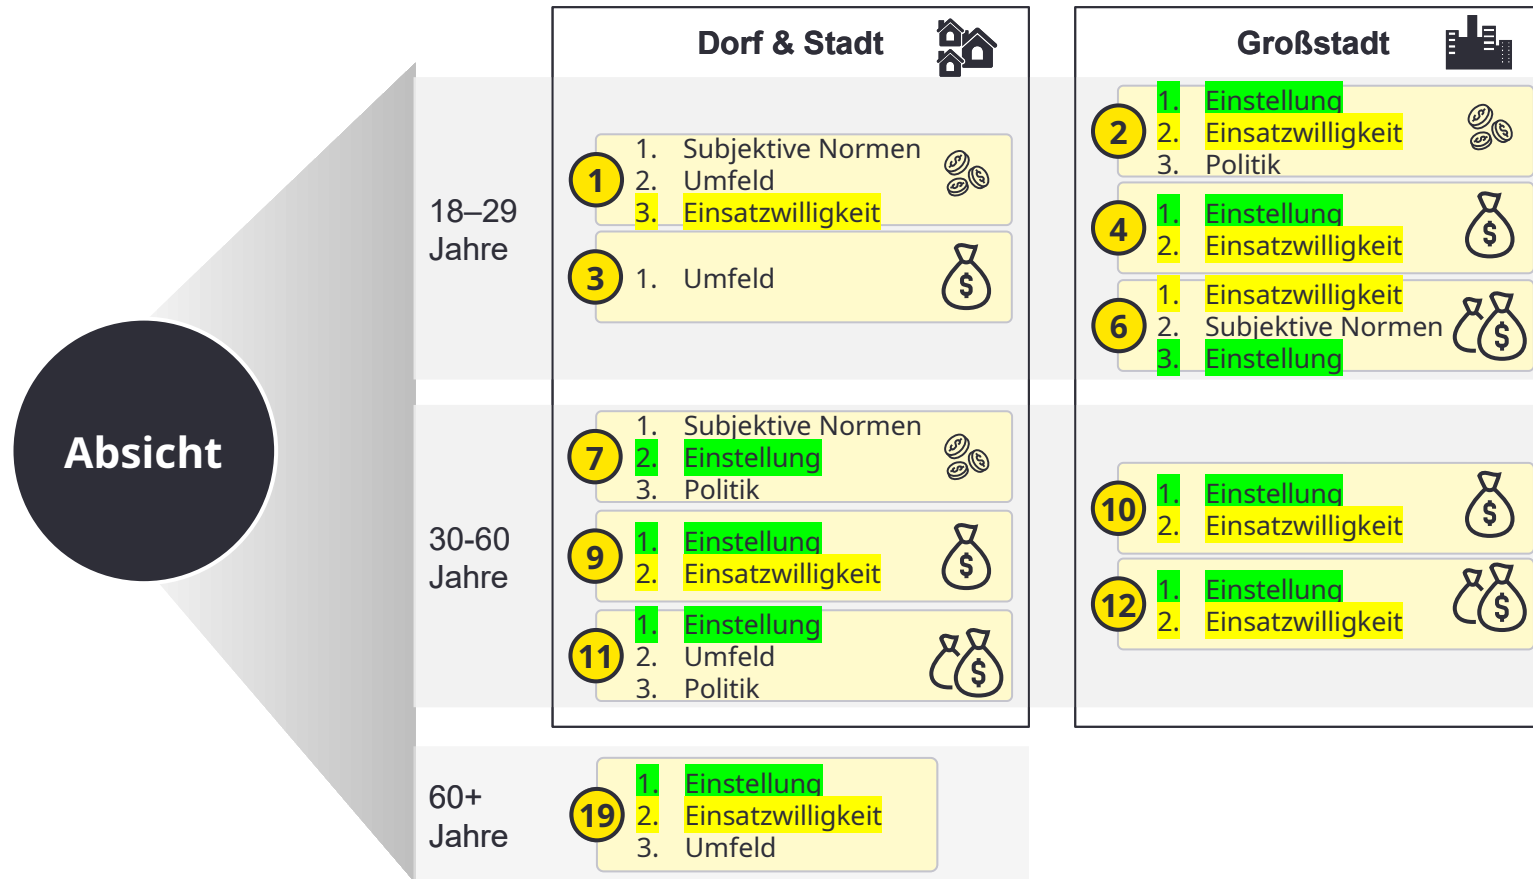 Dorf & Stadt
Großstadt
Absicht
18–29
Jahre
1
1. Subjektive Normen
2. Umfeld
3. Einsatzwilligkeit
3
1. Umfeld
2
1. Einstellung
2. Einsatzwilligkeit
3. Politik
4
1. Einstellung
2. Einsatzwilligkeit
6
1. Einsatzwilligkeit
2. Subjektive Normen
3. Einstellung
30-60
Jahre
7
1. Subjektive Normen
2. Einstellung
3. Politik
9
1. Einstellung
2. Einsatzwilligkeit
11
1. Einstellung
2. Umfeld
3. Politik
10
1. Einstellung
2. Einsatzwilligkeit
12
1. Einstellung
2. Einsatzwilligkeit
60+
Jahre
19
1. Einstellung
2. Einsatzwilligkeit
3. Umfeld